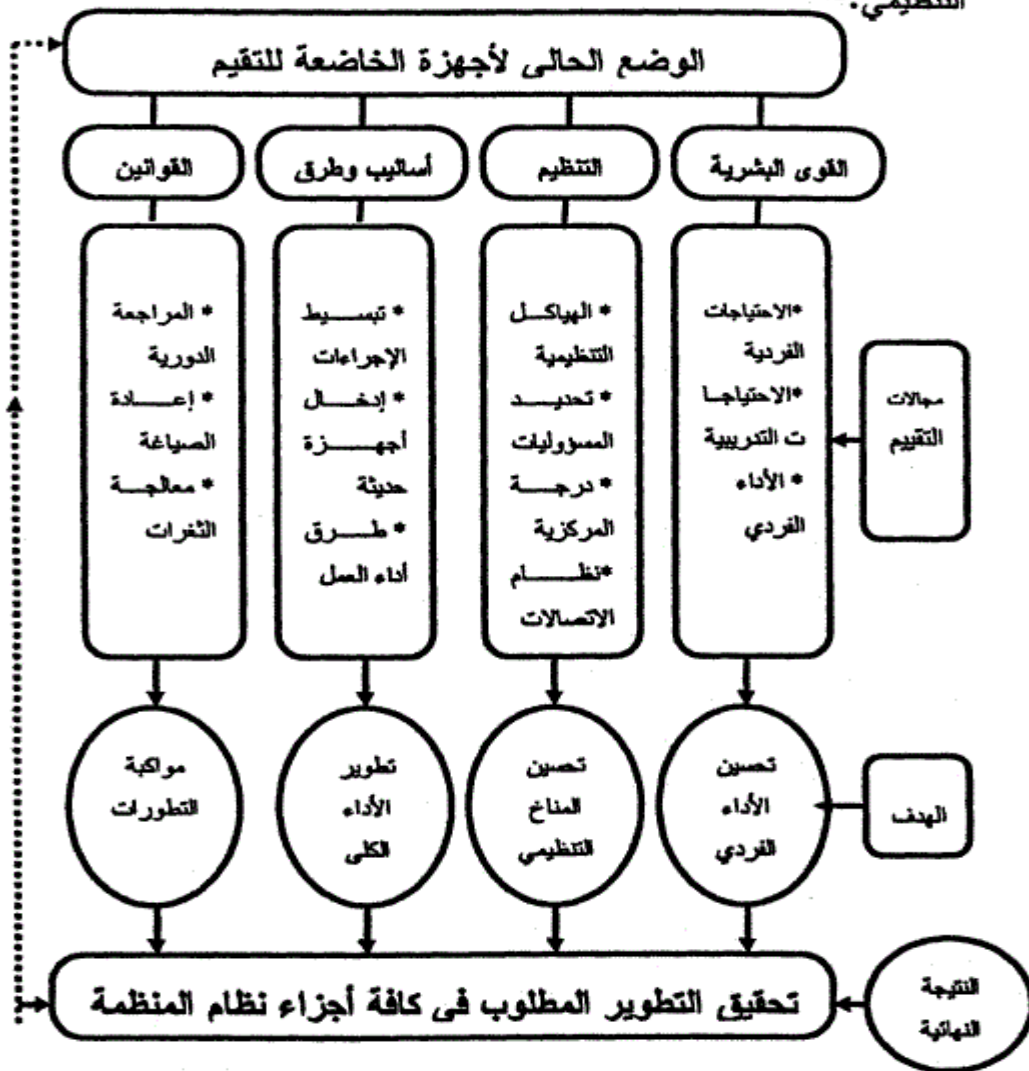 التنظيمي.
الوضع الحالى لأجهزة الخاضعة للتقيم
القوى البشرية
التنظيم
أساليب وطرق
القوانين
*الاحتياجات
الفردية
*الاحتياجا
ت التدريبية
* الأداء
الفردي
* الهياكل
التنظيمية
* تحديد
المسؤوليات
* درجة
المركزية
*نظام
الاتصالات
* تبسيط
الإجراءات
* إدخال
أجهزة
حديثة
* طرق
أداء العمل
* المراجعة
الدورية
* إعادة
الصياغة
* معالجة
الثغرات
مجالات
التقييم
تحسين
الأداء
الفردي
تحسين
المناخ
التنظيمي
تطوير
الأداء
الكلى
مواكبة
التطورات
الهدف
تحقيق التطوير المطلوب فى كافة أجزاء نظام المنظمة
النتيجة
النهائية